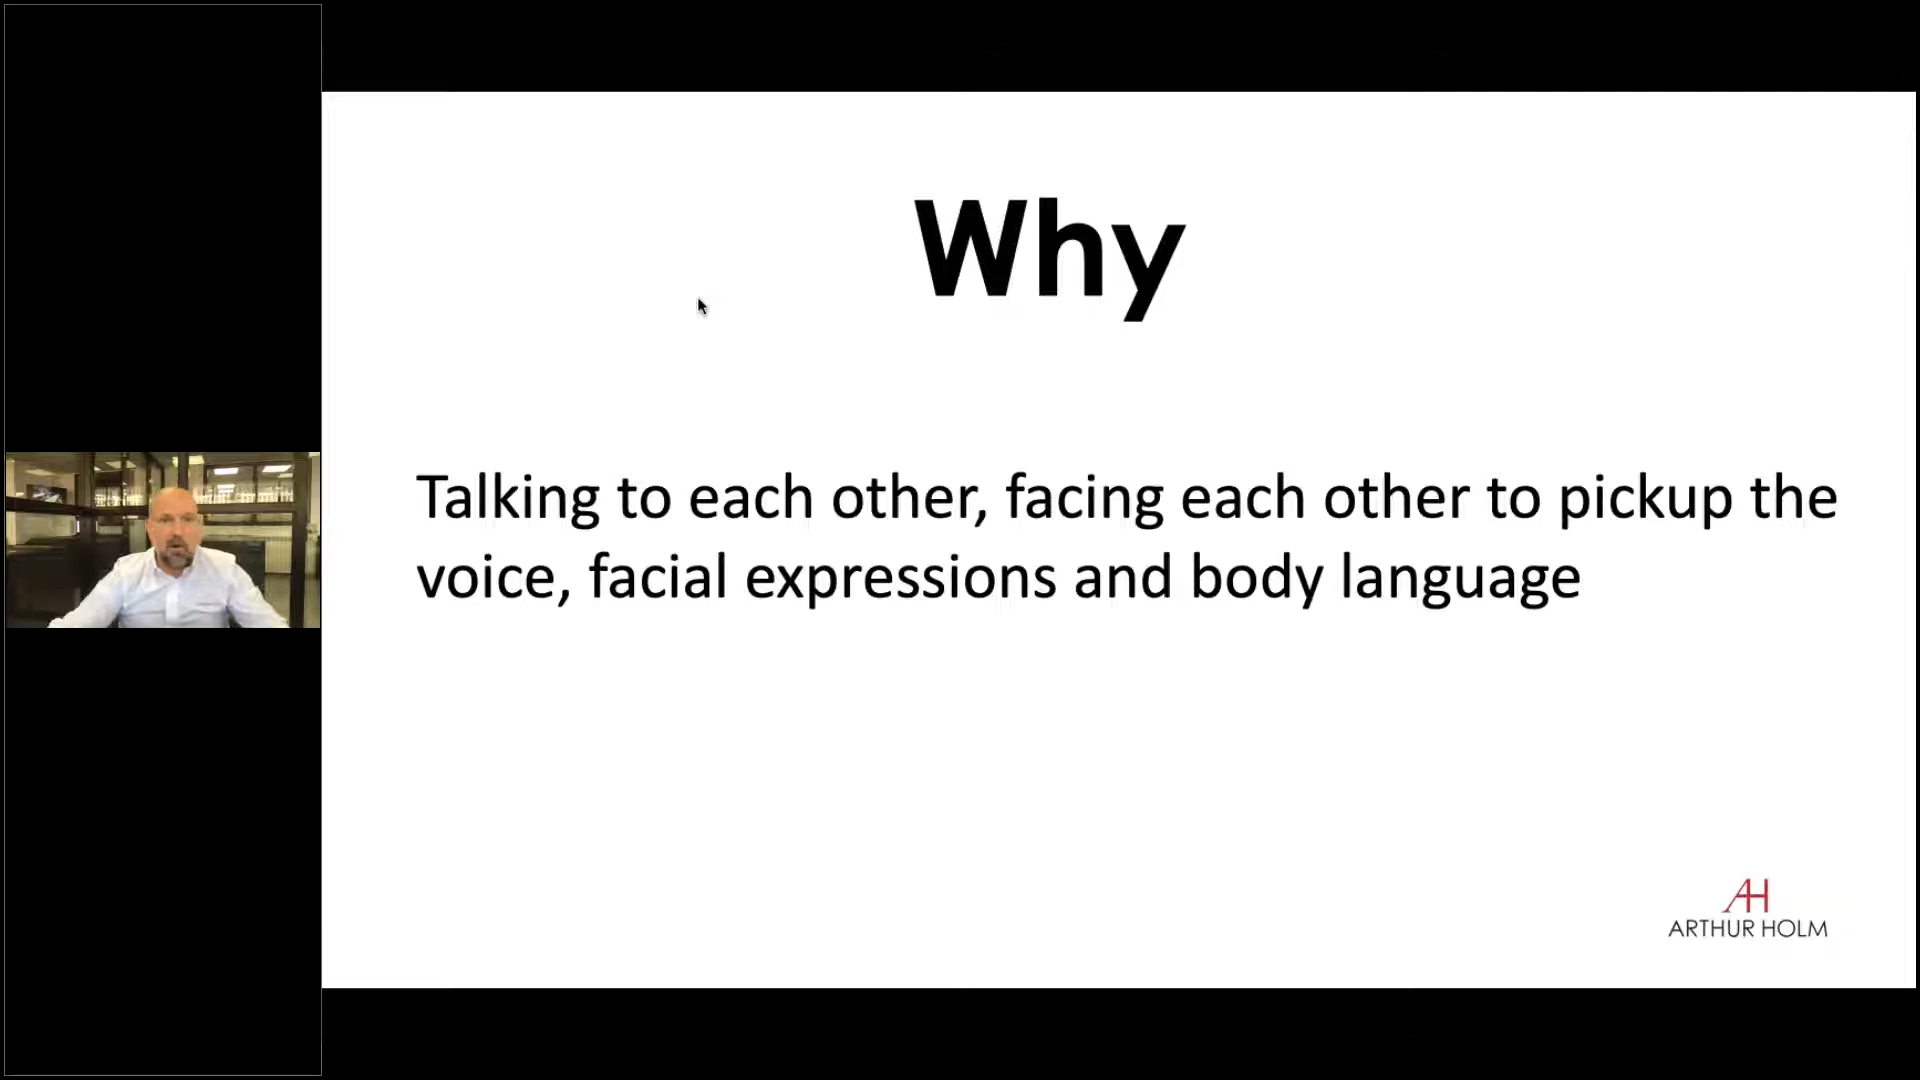 Why
Talking to each other, facing each other to pickup the
voice, facial expressions and body language
AH
ARTHUR HOLM